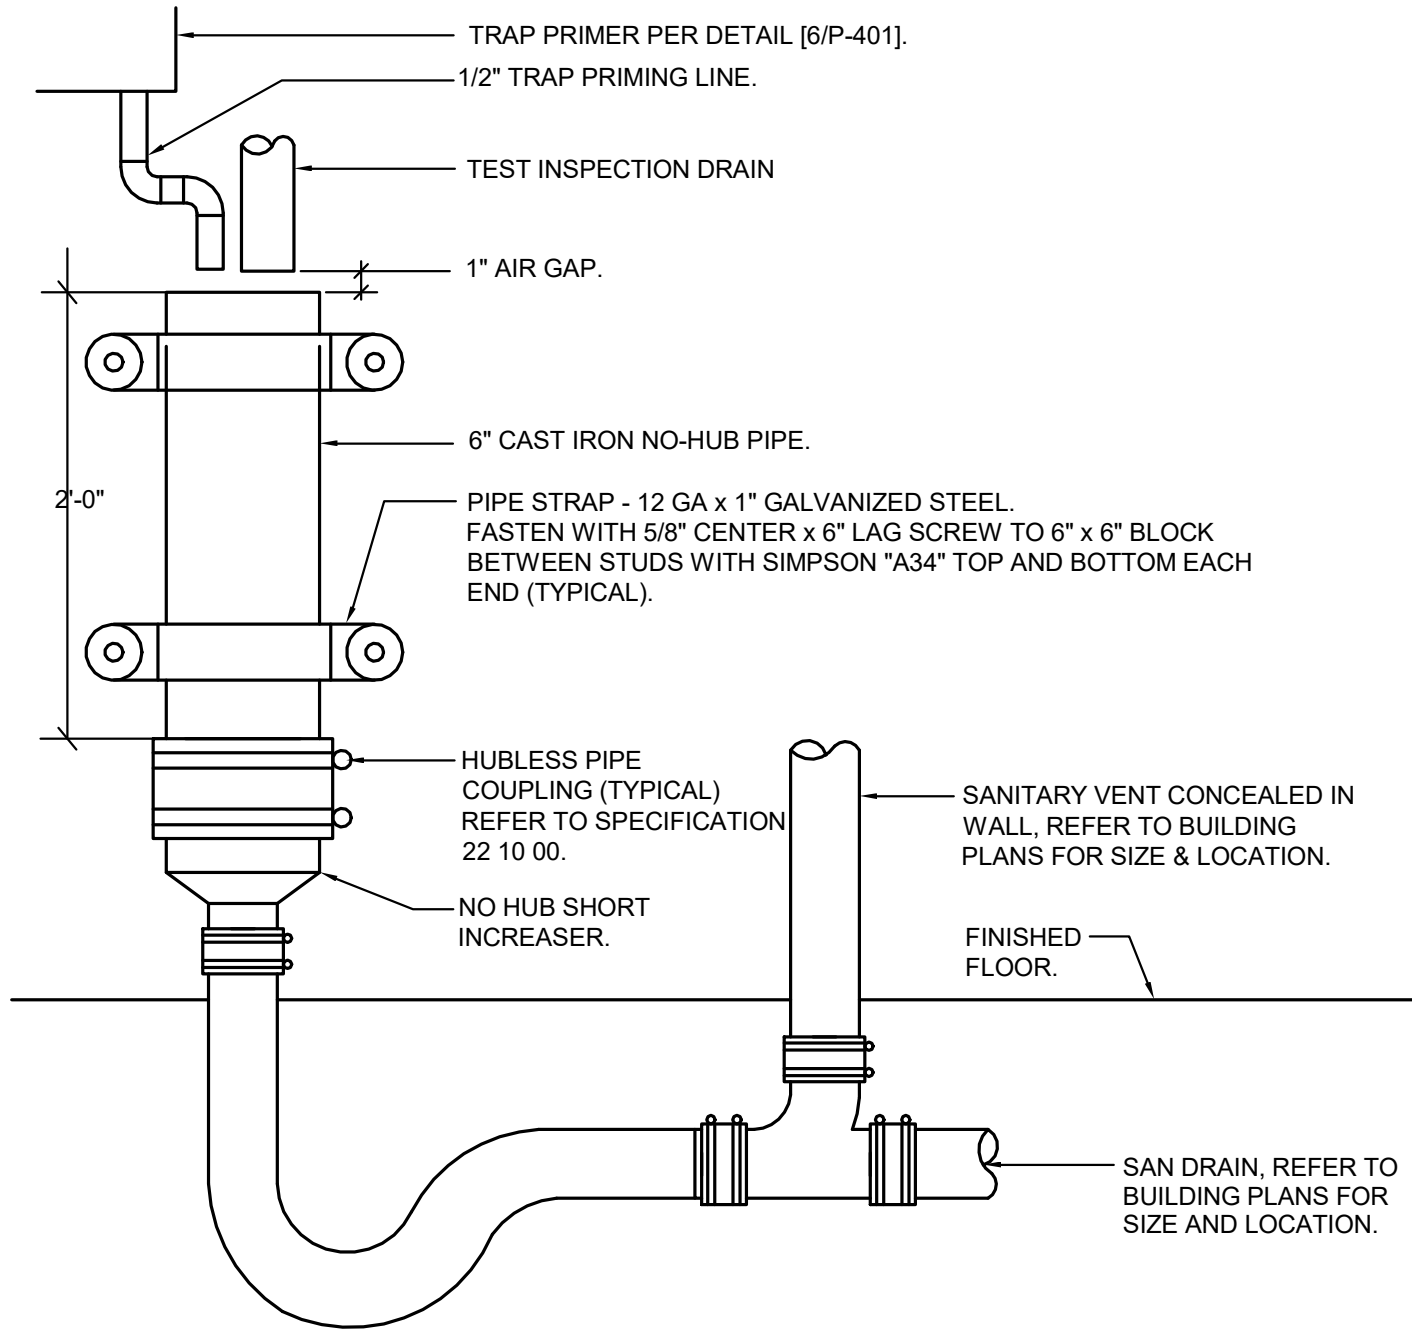 TRAP PRIMER PER DETAIL [6/P-401].
1/2" TRAP PRIMING LINE.
TEST INSPECTION DRAIN
1" AIR GAP.
6" CAST IRON NO-HUB PIPE.
2'-0"
PIPE STRAP - 12 GA x 1" GALVANIZED STEEL.
FASTEN WITH 5/8" CENTER x 6" LAG SCREW TO 6" x 6" BLOCK
BETWEEN STUDS WITH SIMPSON "A34" TOP AND BOTTOM EACH
END (TYPICAL).
HUBLESS PIPE
COUPLING (TYPICAL)
REFER TO SPECIFICATION
22 10 00.
SANITARY VENT CONCEALED IN
WALL, REFER TO BUILDING
PLANS FOR SIZE & LOCATION.
NO HUB SHORT
INCREASER.
FINISHED
FLOOR.
SAN DRAIN, REFER TO
BUILDING PLANS FOR
SIZE AND LOCATION.